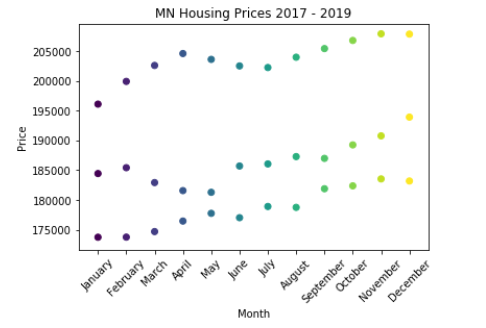 MN Housing Prices 2017 - 2019
205000
200000
195000
190000
185000
180000
175000
Price
January
February
March
April
May
June
July
August
September
October
November
December
Month